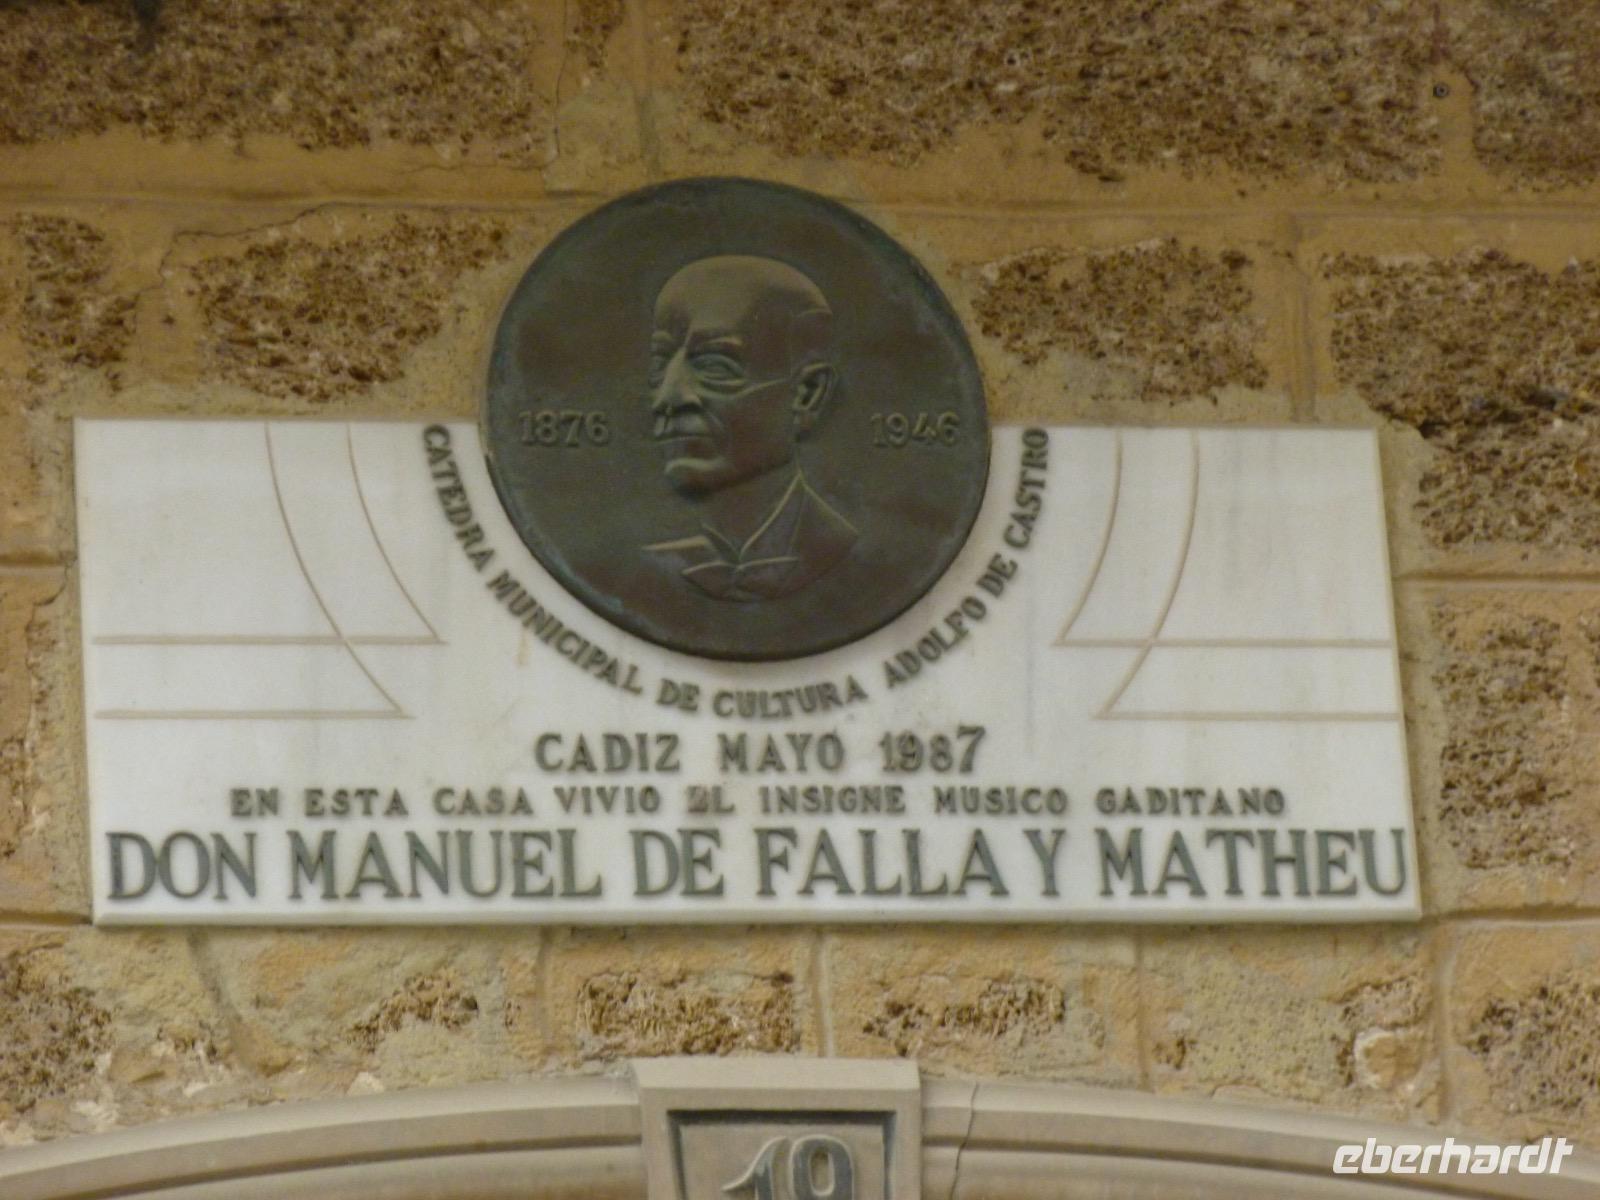 1876 1946
CATEDRA MUNICIPAL DE CULTURA ADOLFO DE CASTRO
CADIZ MAYO 1987
EN ESTA CASA VIVIO EL INSIGNE MUSICO GADITANO
DON MANUEL DE FALLA Y MATHEU
19
eberhardt